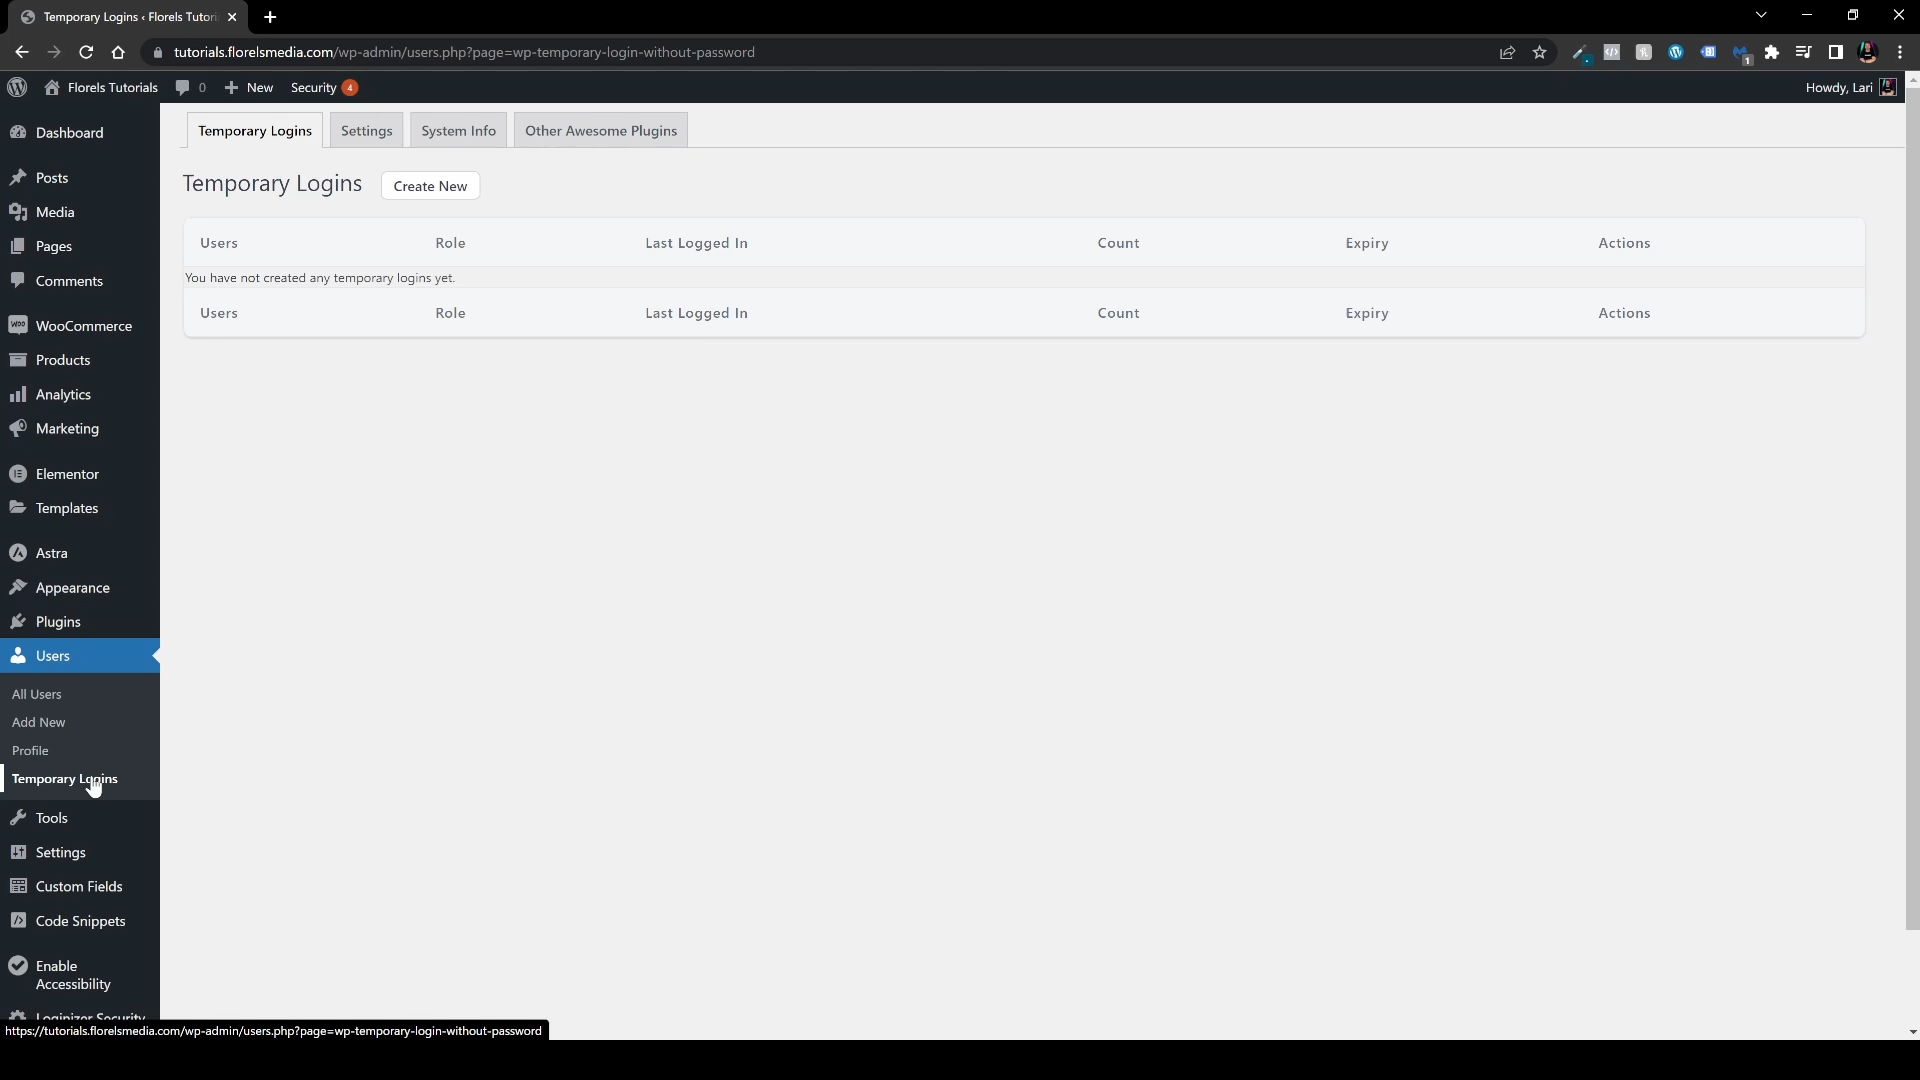 Temporary Logins ‹ Florels Tutori
tutorials.florelsmedia.com/wp-admin/users.php?page=wp-temporary-login-without-password
1
Florels Tutorials 0 New Security 4 Howdy, Lari
Dashboard
Posts
Media
Pages
Comments
WooCommerce
Products
Analytics
Marketing
Elementor
Templates
Astra
Appearance
Plugins
Users
All Users
Add New
Profile
Temporary Logins
Tools
Settings
Custom Fields
Code Snippets
Enable
Accessibility
Loginizer Security
Temporary Logins Settings System Info Other Awesome Plugins
Temporary Logins Create New
Users Role Last Logged In Count Expiry Actions
You have not created any temporary logins yet.
Users Role Last Logged In Count Expiry Actions
https://tutorials.florelsmedia.com/wp-admin/users.php?page=wp-temporary-login-without-password